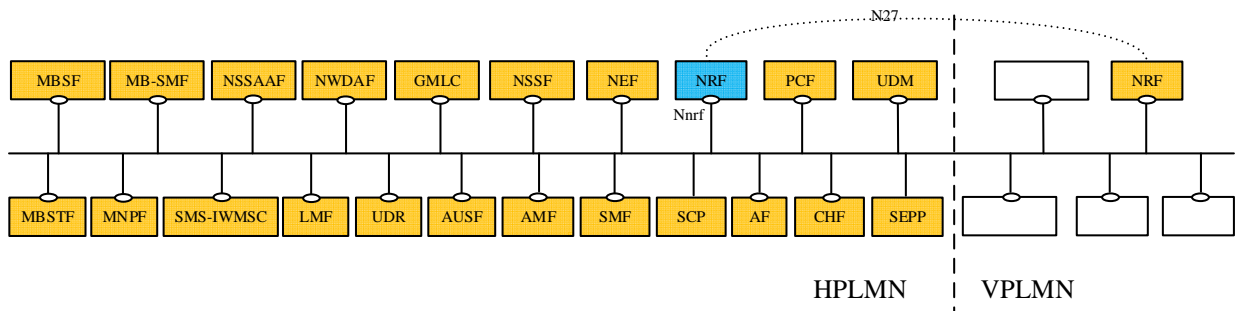 N27
MBSF MB-SMF NSSAAF NWDAF GMLC NSSF NEF NRF PCF UDM NRF
Nnrf
MBSTF MNPF SMS-IWMSC LMF UDR AUSF AMF SMF SCP AF CHF SEPP
HPLMN VPLMN